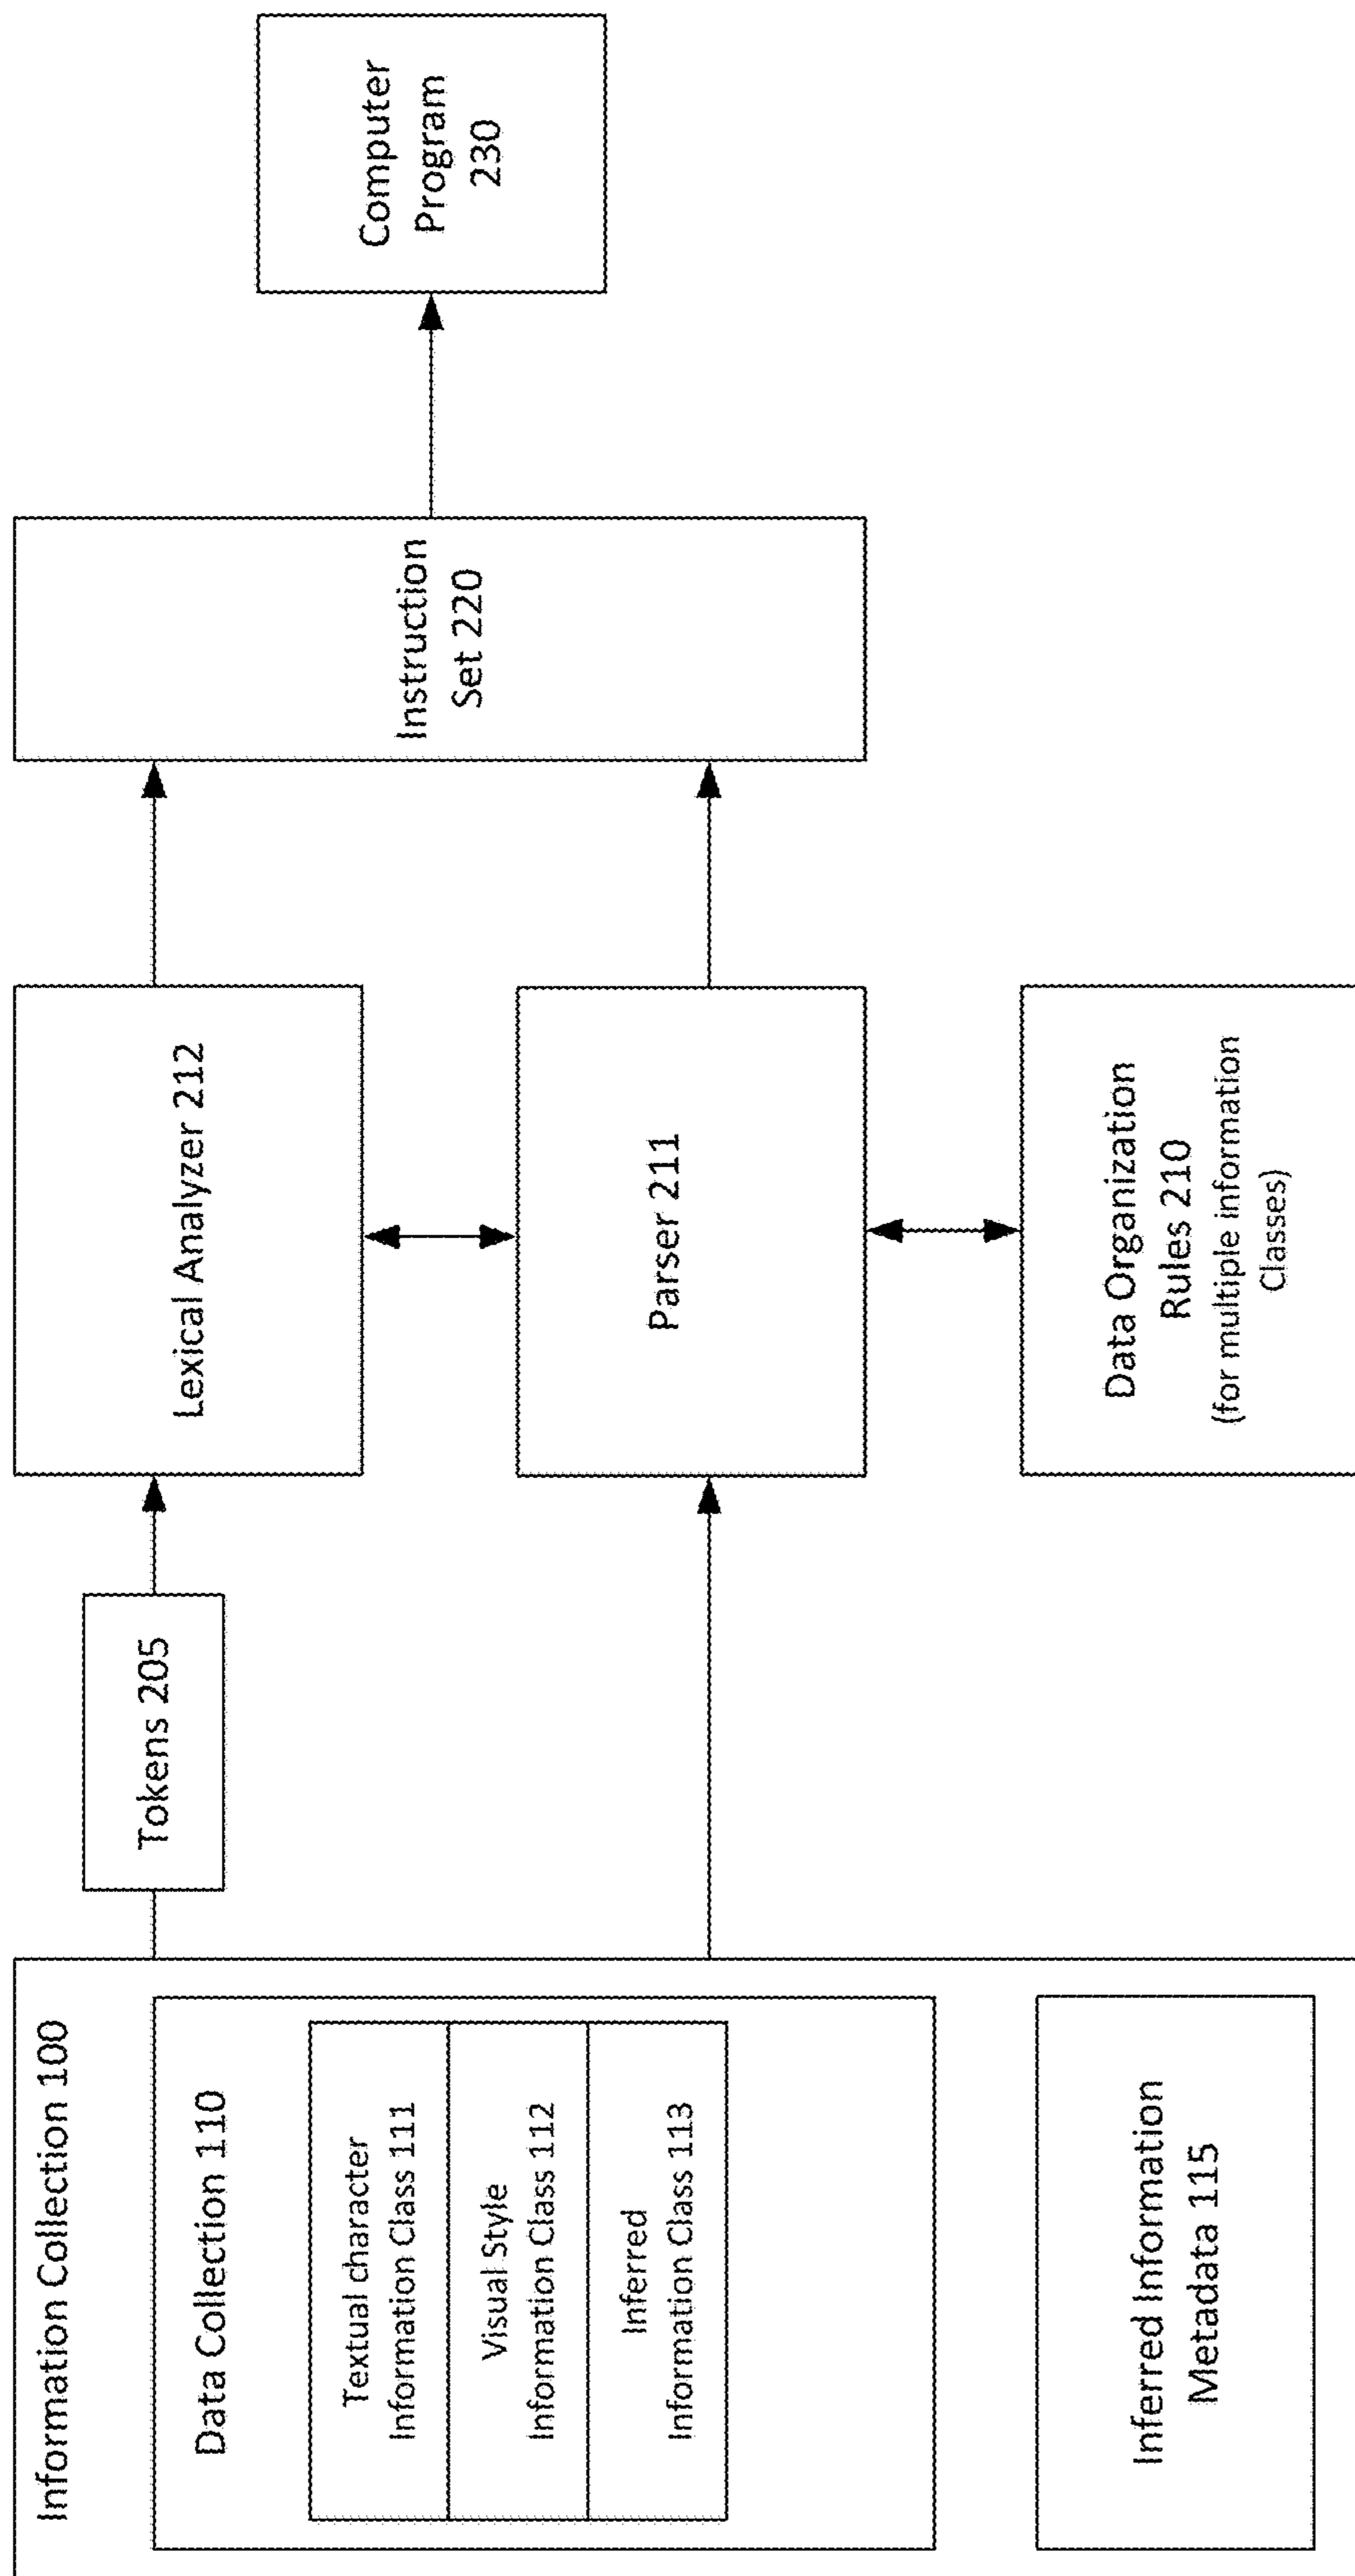 Information Collection 100
Data Collection 110
Textual character
Information Class 111
Visual Style
Information Class 112
Inferred
Information Class 113
Inferred Information
Metadata 115
Tokens 205
Lexical Analyzer 212
Parser 211
Data Organization
Rules 210
(for multiple information
Classes)
Instruction
Set 220
Computer
Program
230